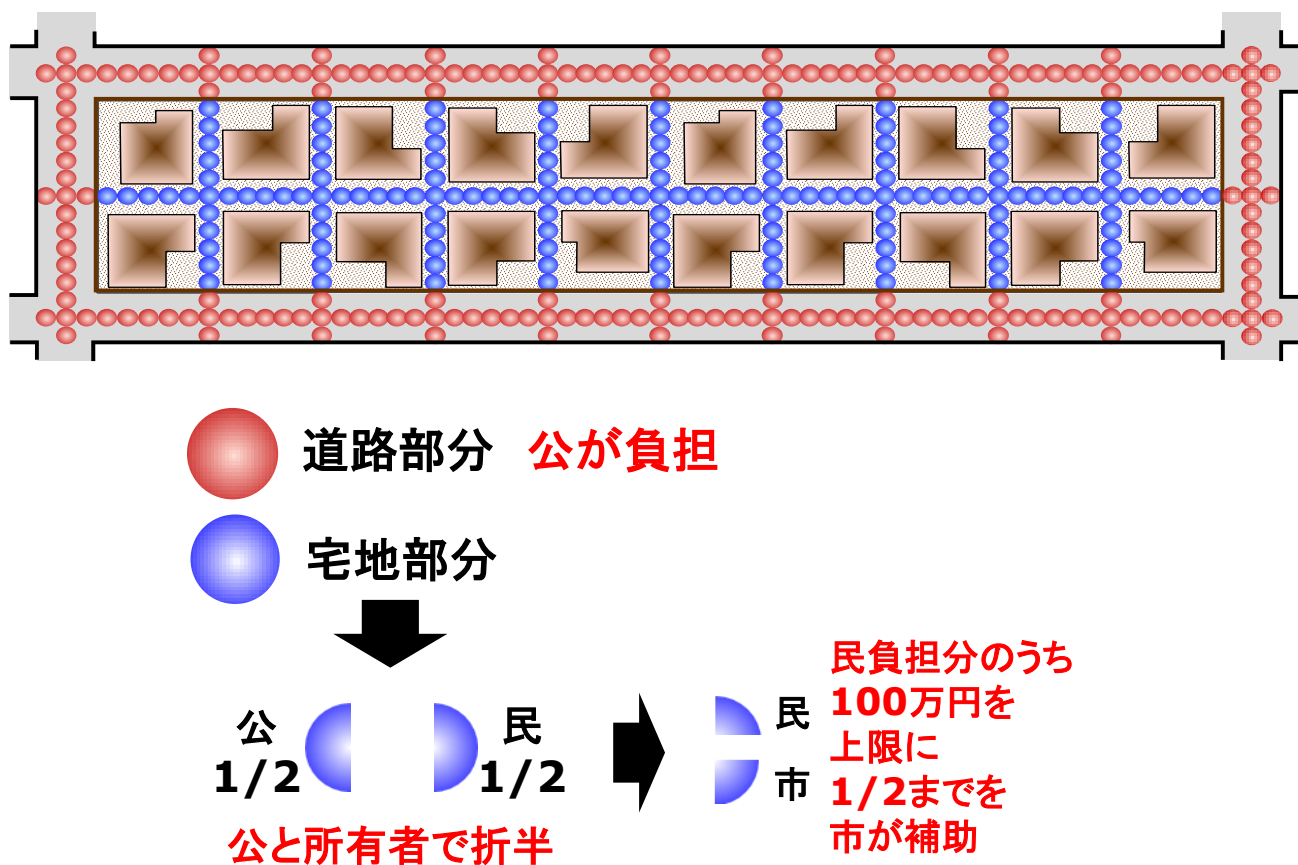 道路部分 公が負担
宅地部分
公
1/2
民
1/2
公と所有者で折半
民
市
民負担分のうち
100万円を
上限に
1/2までを
市が補助